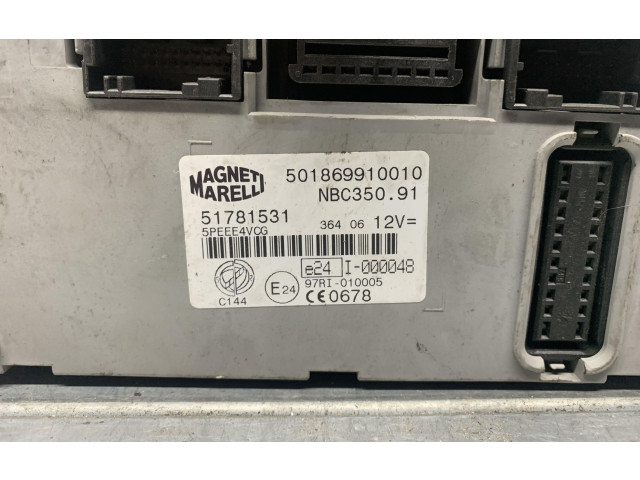 MAGNETI
MARELLI
501869910010
NBC350.91
51781531
364 06 12V=
5PEEE4VCG
e24 I-000048
97RI-010005
C144
E24
CE0678